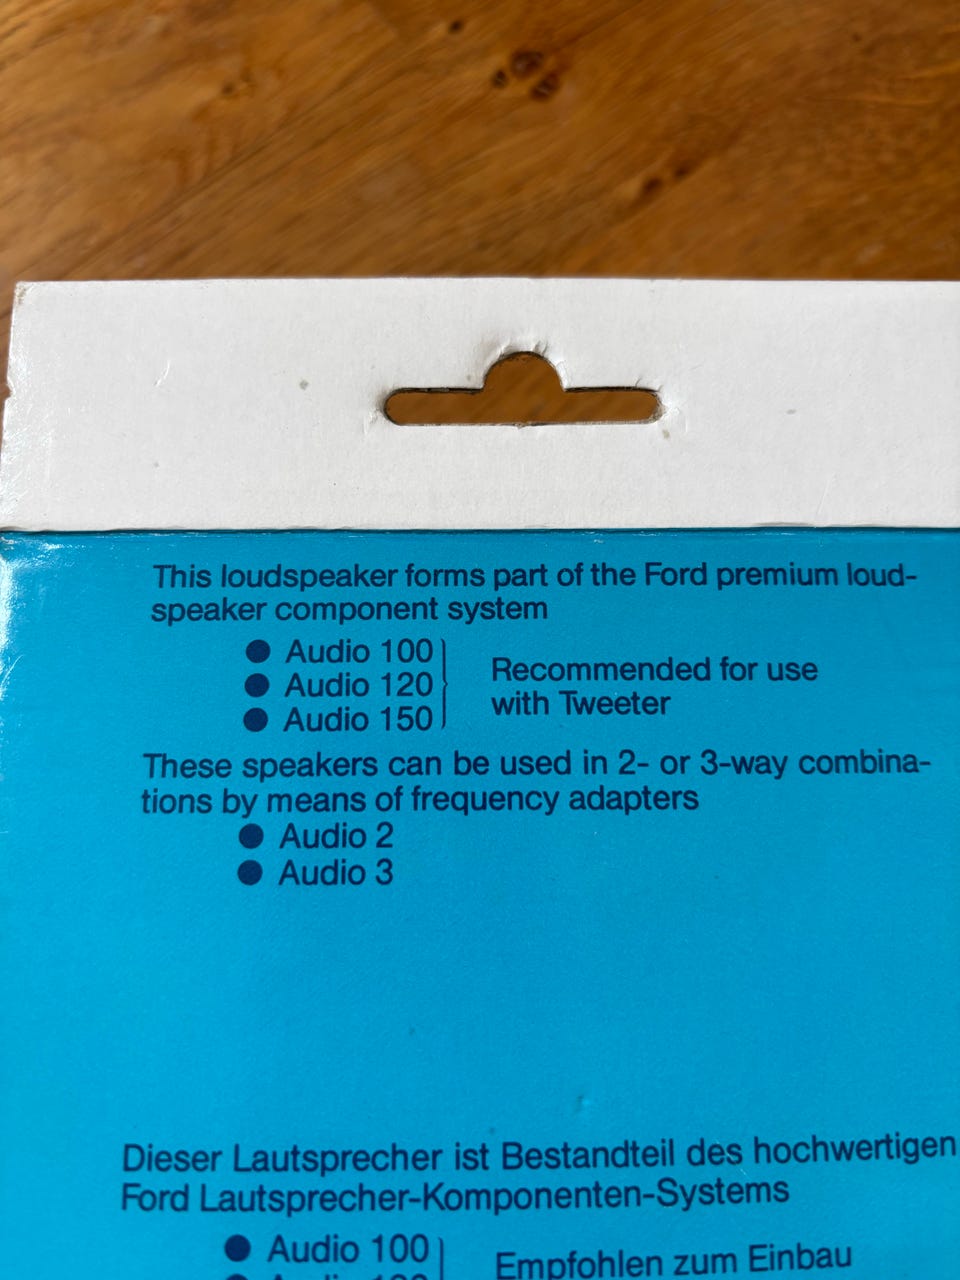 This loudspeaker forms part of the Ford premium loud-
speaker component system
● Audio 100
● Audio 120
● Audio 150
Recommended for use
with Tweeter
These speakers can be used in 2- or 3-way combina-
tions by means of frequency adapters
● Audio 2
● Audio 3
Dieser Lautsprecher ist Bestandteil des hochwertigen
Ford Lautsprecher-Komponenten-Systems
● Audio 100
Empfohlen zum Einbau